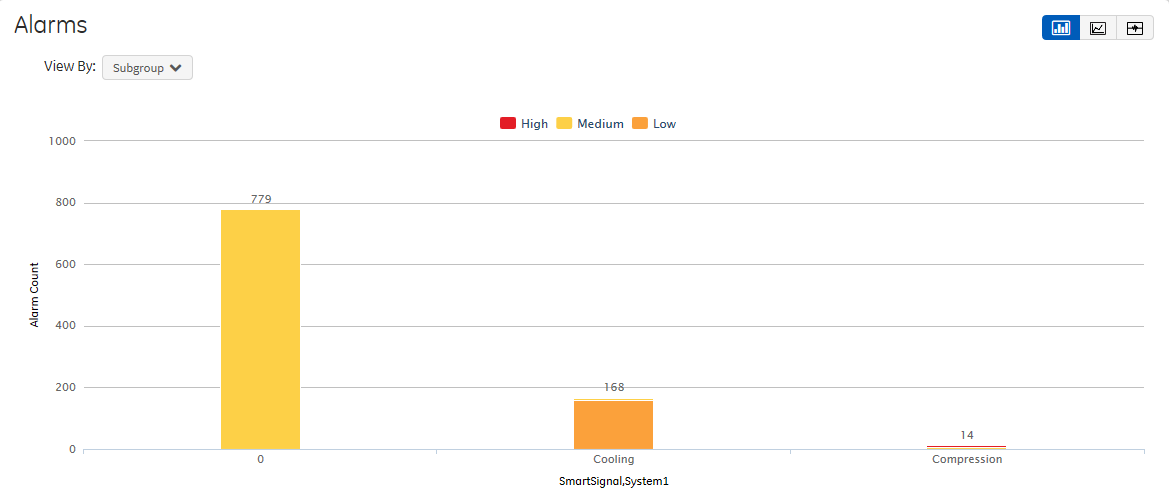 Alarms
View By: Subgroup
High Medium Low
1000
800
600
400
200
0
Alarm Count
779
168
14
0 Cooling Compression
SmartSignal,System1